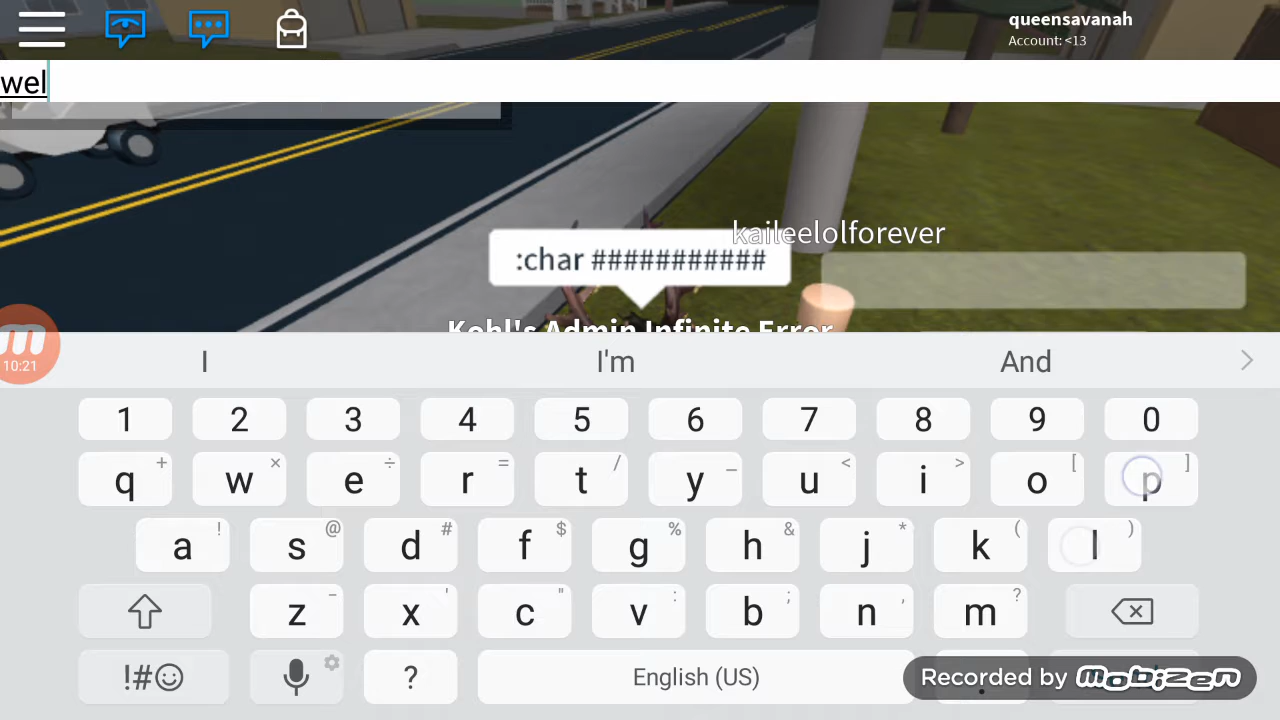 queensavanah
Account: <13
wel
kaileelolforever
:char ###########
Kohl's Admin Infinite Error
10:21
I I'm And
1 2 3 4 5 6 7 8 9 0
+ × ÷ = / _ < > [ ]
q w e r t y u i o p
! @ # $ % & * ( )
a s d f g h j k l
- ' " : ; , ?
z x c v b n m
!#☺ ? English (US) .
Recorded by mobizen